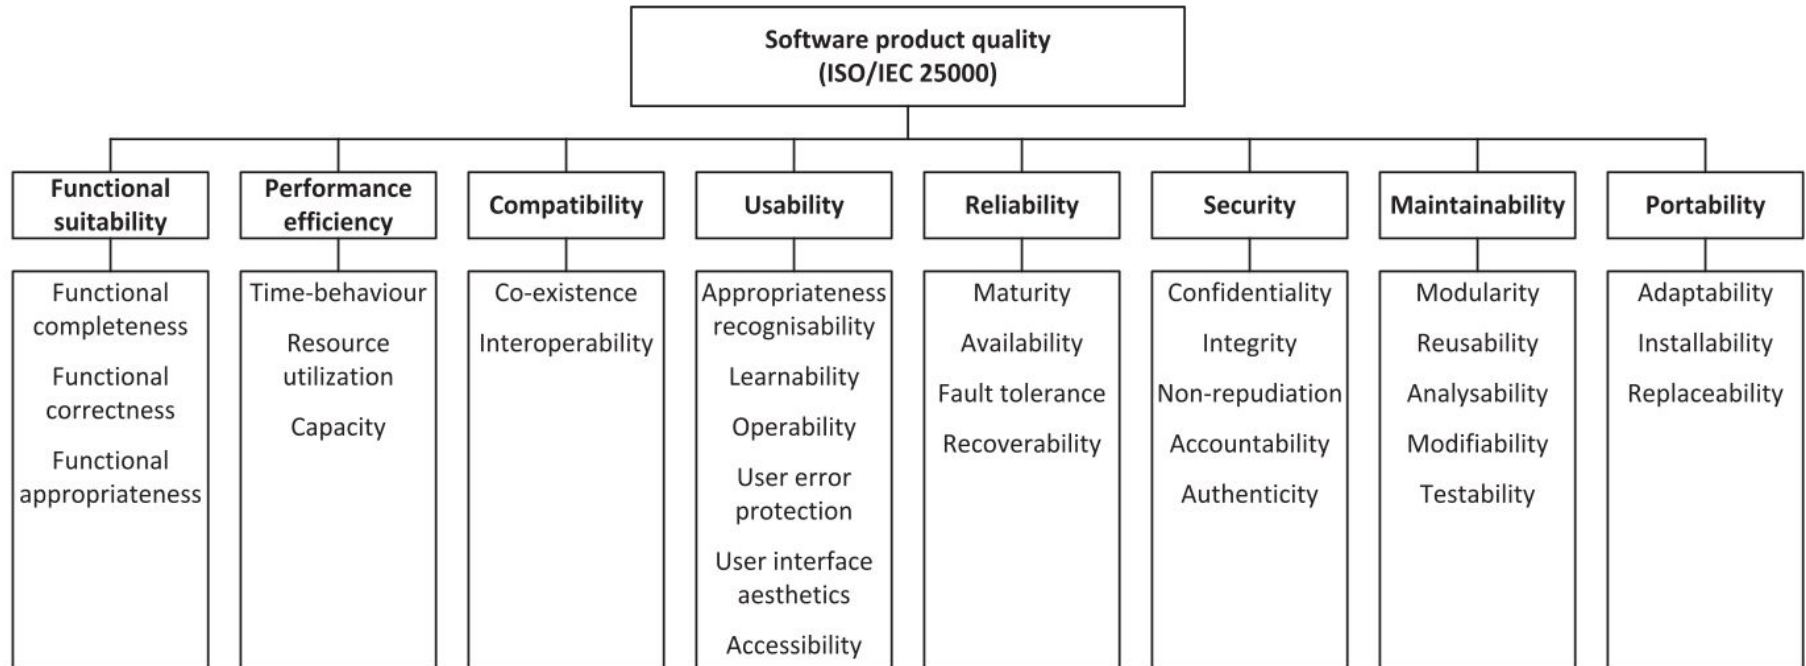 Software product quality
(ISO/IEC 25000)
Functional
suitability
Performance
efficiency
Compatibility
Usability
Reliability
Security
Maintainability
Portability
Functional
completeness
Functional
correctness
Functional
appropriateness
Time-behaviour
Resource
utilization
Capacity
Co-existence
Interoperability
Appropriateness
recognisability
Learnability
Operability
User error
protection
User interface
aesthetics
Accessibility
Maturity
Availability
Fault tolerance
Recoverability
Confidentiality
Integrity
Non-repudiation
Accountability
Authenticity
Modularity
Reusability
Analysability
Modifiability
Testability
Adaptability
Installability
Replaceability